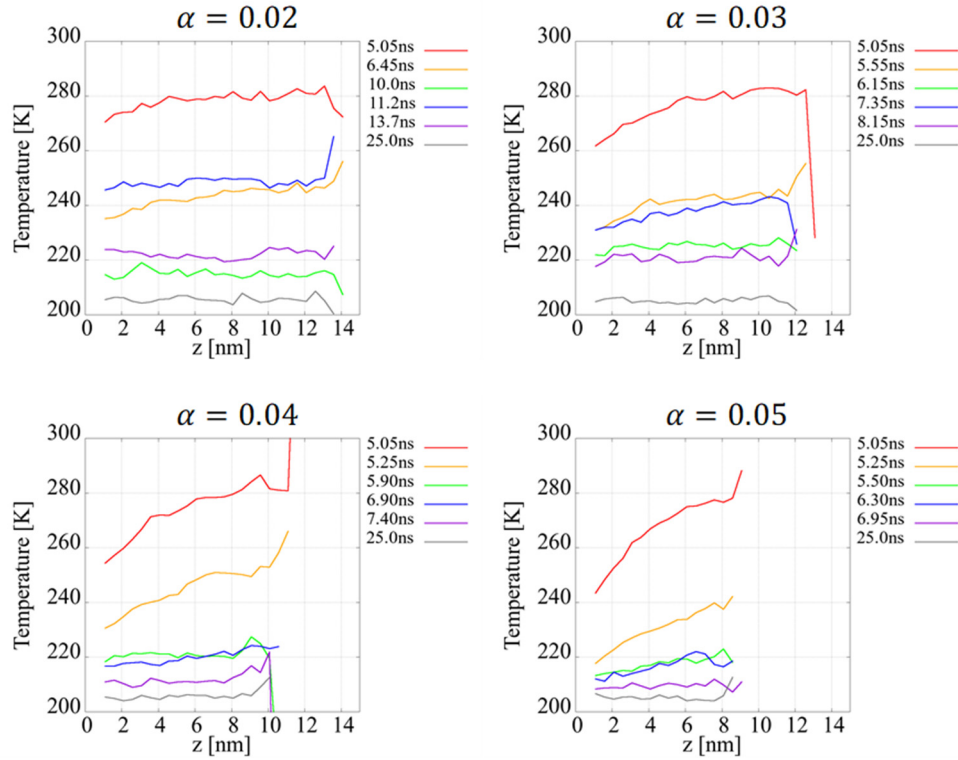 α = 0.02
300
280
260
240
220
200
Temperature [K]
0 2 4 6 8 10 12 14
z [nm]
5.05ns
6.45ns
10.0ns
11.2ns
13.7ns
25.0ns
α = 0.03
300
280
260
240
220
200
Temperature [K]
0 2 4 6 8 10 12 14
z [nm]
5.05ns
5.55ns
6.15ns
7.35ns
8.15ns
25.0ns
α = 0.04
300
280
260
240
220
200
Temperature [K]
0 2 4 6 8 10 12 14
z [nm]
5.05ns
5.25ns
5.90ns
6.90ns
7.40ns
25.0ns
α = 0.05
300
280
260
240
220
200
Temperature [K]
0 2 4 6 8 10 12 14
z [nm]
5.05ns
5.25ns
5.50ns
6.30ns
6.95ns
25.0ns